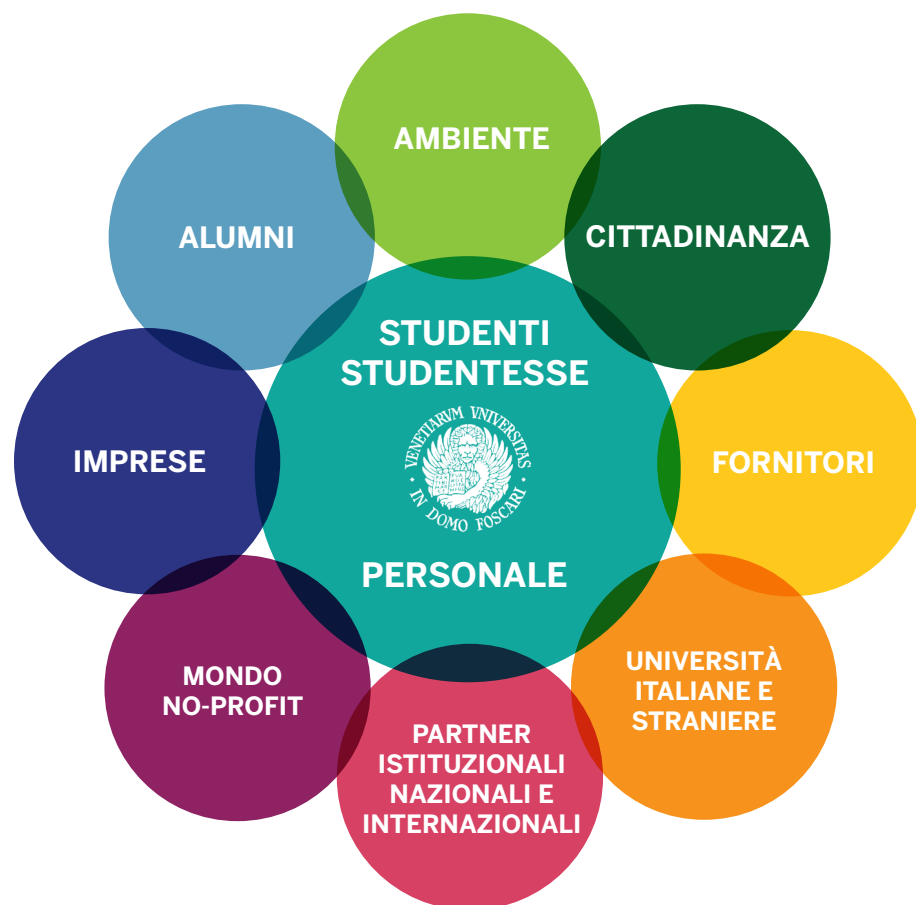 AMBIENTE
ALUMNI
CITTADINANZA
STUDENTI
STUDENTESSE
VENETIARVM VNIVERSITAS
IN DOMO FOSCARI
PERSONALE
IMPRESE
FORNITORI
MONDO
NO-PROFIT
PARTNER
ISTITUZIONALI
NAZIONALI E
INTERNAZIONALI
UNIVERSITÀ
ITALIANE E
STRANIERE